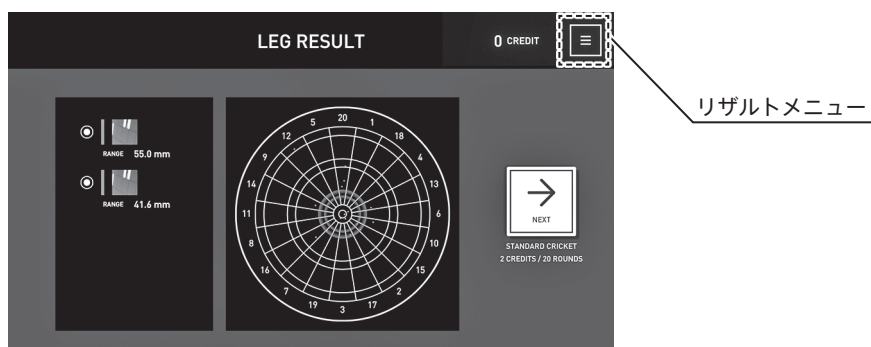 LEG RESULT
0 CREDIT
リザルトメニュー
RANGE 55.0 mm
RANGE 41.6 mm
20
1
18
4
13
6
10
15
2
17
3
19
7
16
8
11
14
9
12
5
NEXT
STANDARD CRICKET
2 CREDITS / 20 ROUNDS